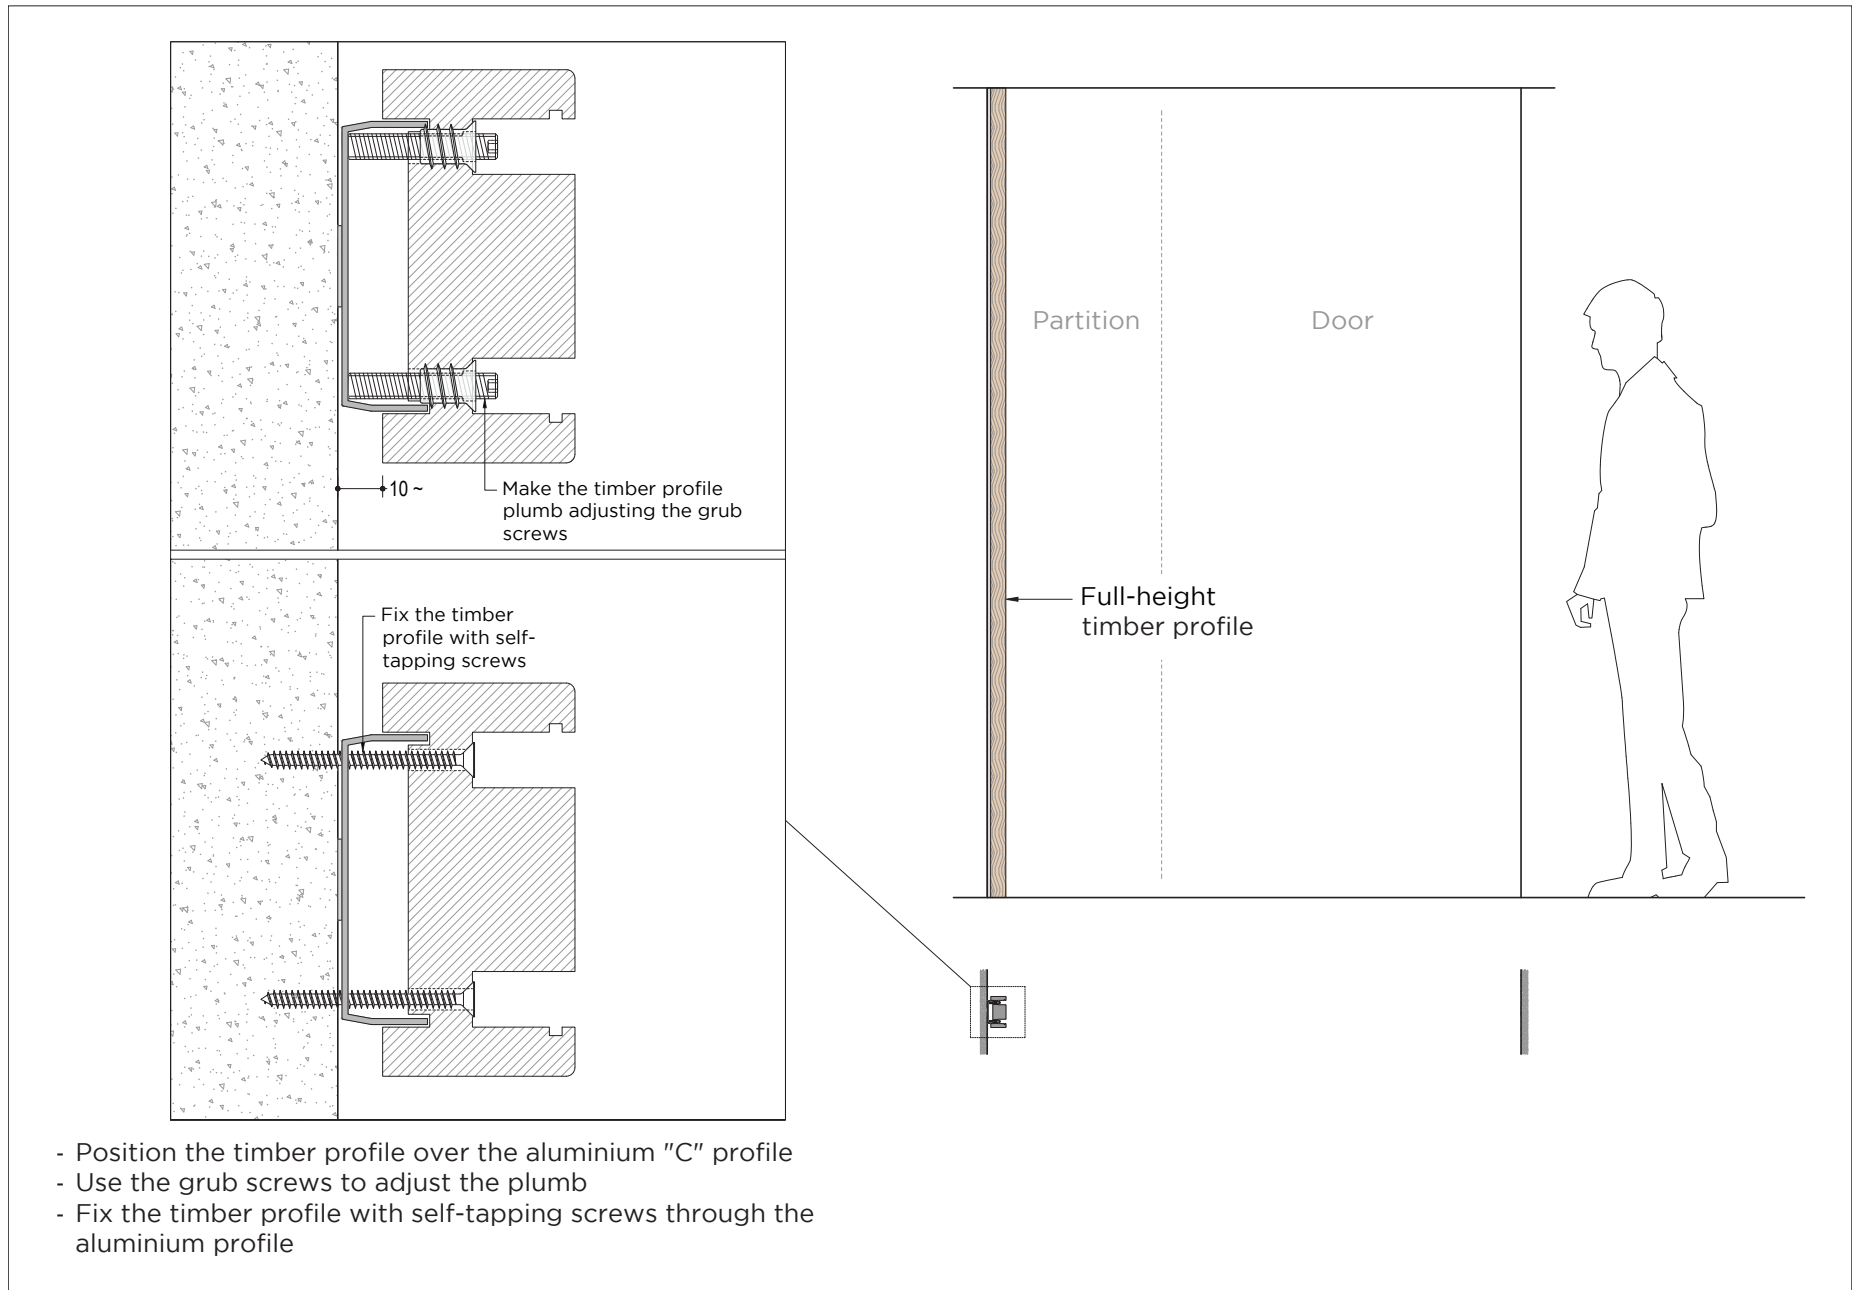 10 ~
Make the timber profile
plumb adjusting the grub
screws
Fix the timber
profile with self-
tapping screws
Partition
Door
Full-height
timber profile
- Position the timber profile over the aluminium "C" profile
- Use the grub screws to adjust the plumb
- Fix the timber profile with self-tapping screws through the
aluminium profile